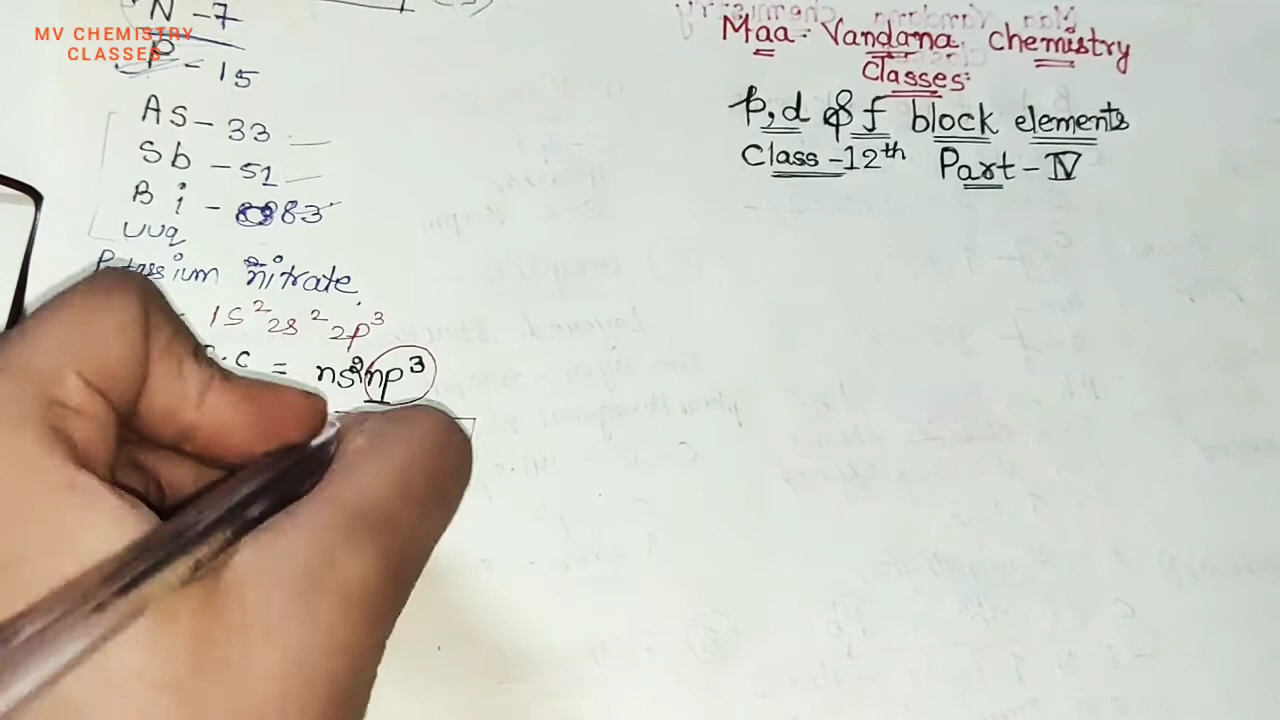 N - 7
MV CHEMISTRY
CLASSES
P - 15
As - 33
Sb - 51
Bi - 83
UUq
Potassium nitrate
1s² 2s² 2p³
= ns² np³
Maa Vandana Chemistry
Classes
p, d & f block elements
Class - 12th Part - IV